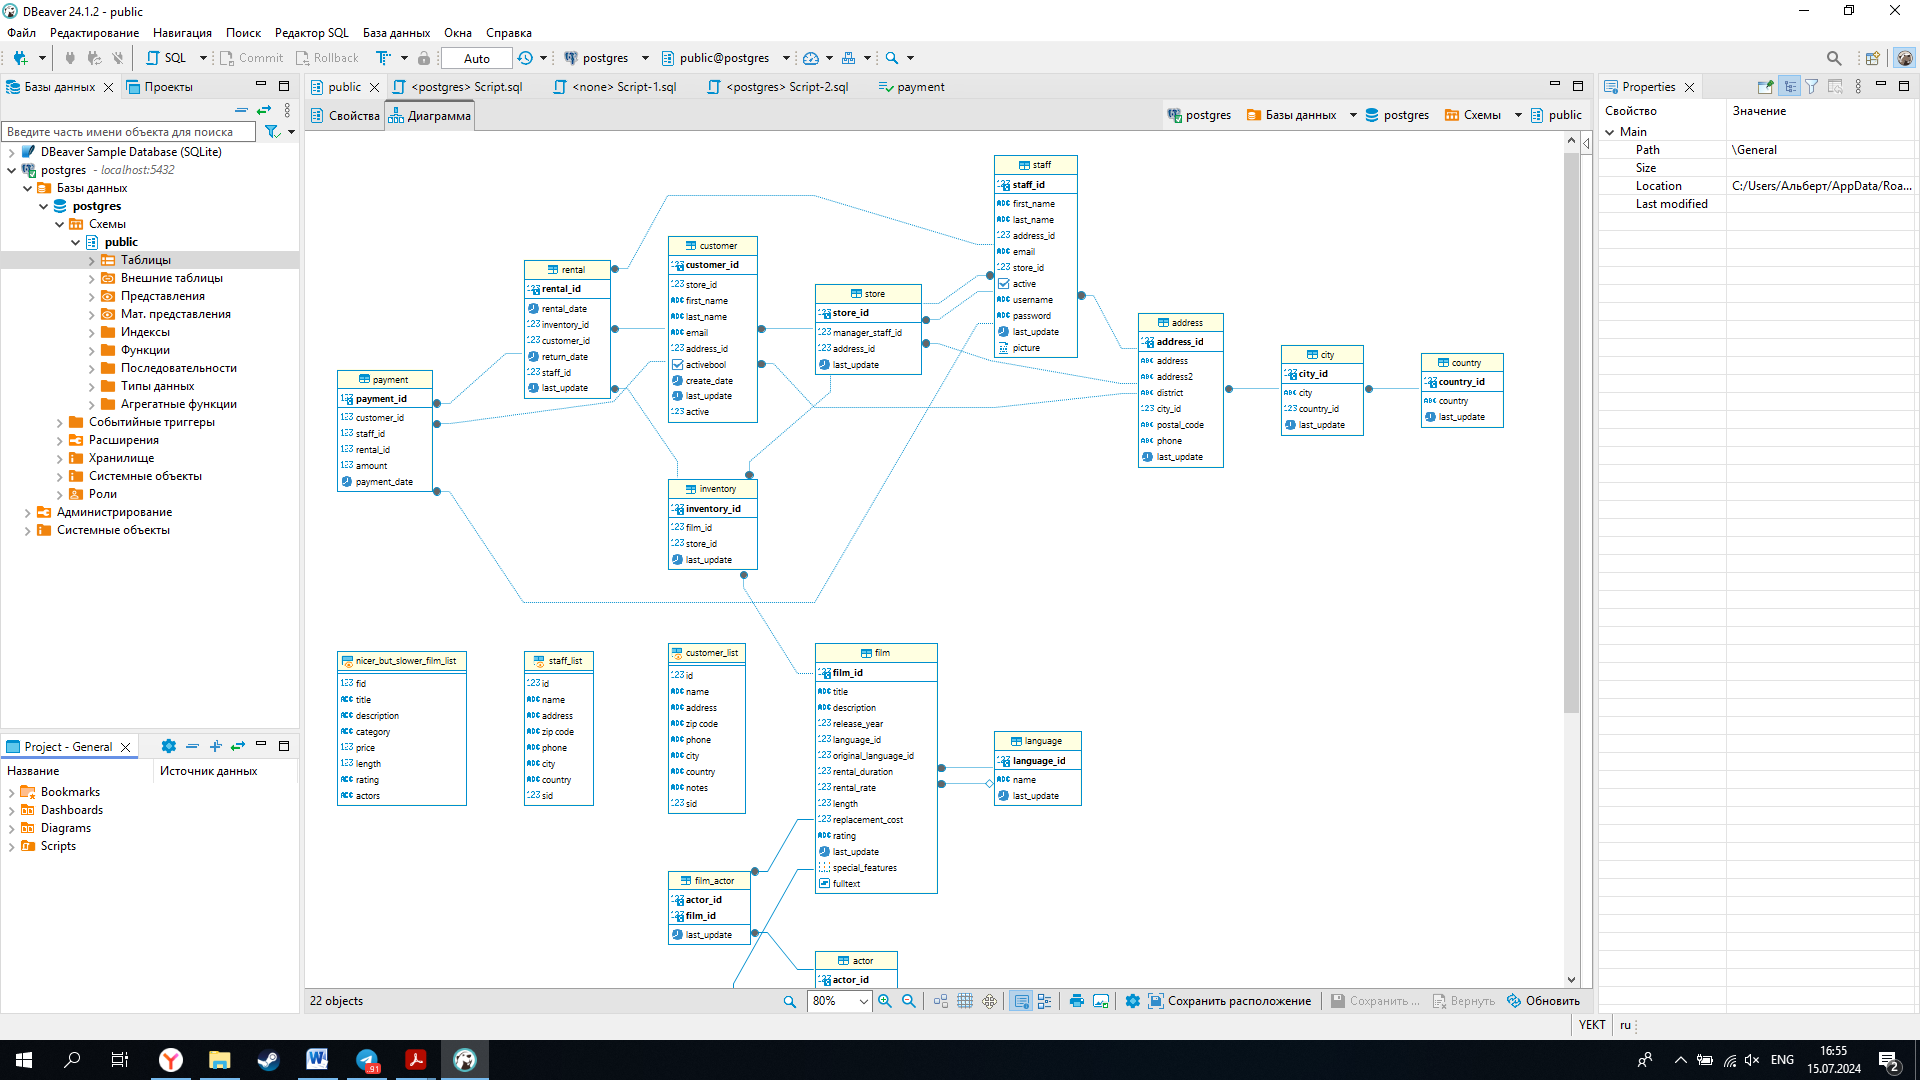 DBeaver 24.1.2 - public
Файл Редактирование Навигация Поиск Редактор SQL База данных Окна Справка
SQL Commit Rollback Auto postgres public@postgres
Базы данных Проекты
Введите часть имени объекта для поиска
DBeaver Sample Database (SQLite)
postgres - localhost:5432
Базы данных
postgres
Схемы
public
Таблицы
Внешние таблицы
Представления
Мат. представления
Индексы
Функции
Последовательности
Типы данных
Агрегатные функции
Событийные триггеры
Расширения
Хранилище
Системные объекты
Роли
Администрирование
Системные объекты
Project - General
Название Источник данных
Bookmarks
Dashboards
Diagrams
Scripts
public <postgres> Script.sql <none> Script-1.sql <postgres> Script-2.sql payment
Свойства Диаграмма postgres Базы данных postgres Схемы public
payment
payment_id
customer_id
staff_id
rental_id
amount
payment_date
rental
rental_id
rental_date
inventory_id
customer_id
return_date
staff_id
last_update
customer
customer_id
store_id
first_name
last_name
email
address_id
activebool
create_date
last_update
active
store
store_id
manager_staff_id
address_id
last_update
staff
staff_id
first_name
last_name
address_id
email
store_id
active
username
password
last_update
picture
address
address_id
address
address2
district
city_id
postal_code
phone
last_update
city
city_id
city
country_id
last_update
country
country_id
country
last_update
inventory
inventory_id
film_id
store_id
last_update
nicer_but_slower_film_list
fid
title
description
category
price
length
rating
actors
staff_list
id
name
address
zip code
phone
city
country
sid
customer_list
id
name
address
zip code
phone
city
country
notes
sid
film
film_id
title
description
release_year
language_id
original_language_id
rental_duration
rental_rate
length
replacement_cost
rating
last_update
special_features
fulltext
language
language_id
name
last_update
film_actor
actor_id
film_id
last_update
actor
actor_id
22 objects 80% Сохранить расположение Сохранить ... Вернуть Обновить
Properties
Свойство Значение
Main
Path \General
Size
Location C:/Users/Альберт/AppData/Roa...
Last modified
YEKT ru
91
ENG 16:55
15.07.2024
2